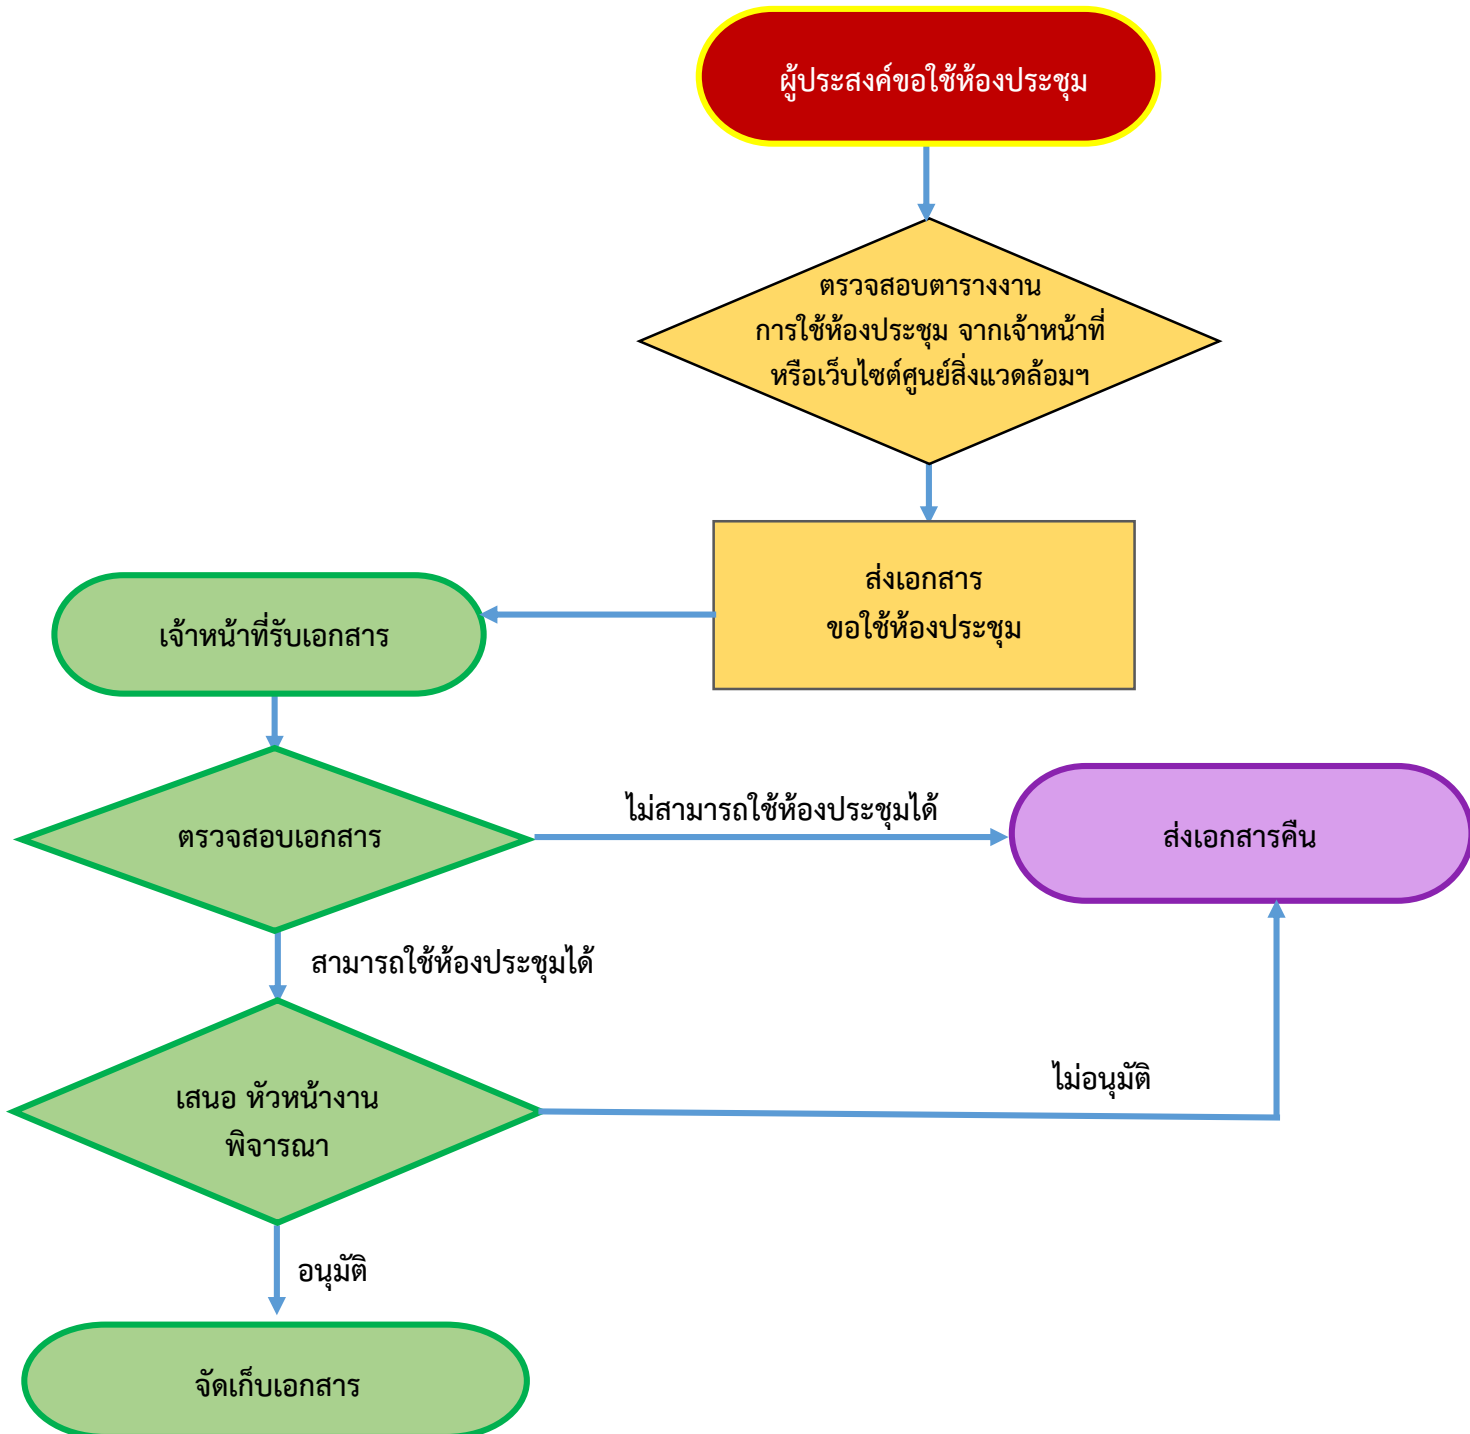 ผู้ประสงค์ขอใช้ห้องประชุม
ตรวจสอบตารางงาน
การใช้ห้องประชุม จากเจ้าหน้าที่
หรือเว็บไซต์ศูนย์สิ่งแวดล้อมฯ
ส่งเอกสาร
ขอใช้ห้องประชุม
เจ้าหน้าที่รับเอกสาร
ตรวจสอบเอกสาร
ไม่สามารถใช้ห้องประชุมได้
ส่งเอกสารคืน
สามารถใช้ห้องประชุมได้
เสนอ หัวหน้างาน
พิจารณา
ไม่อนุมัติ
อนุมัติ
จัดเก็บเอกสาร